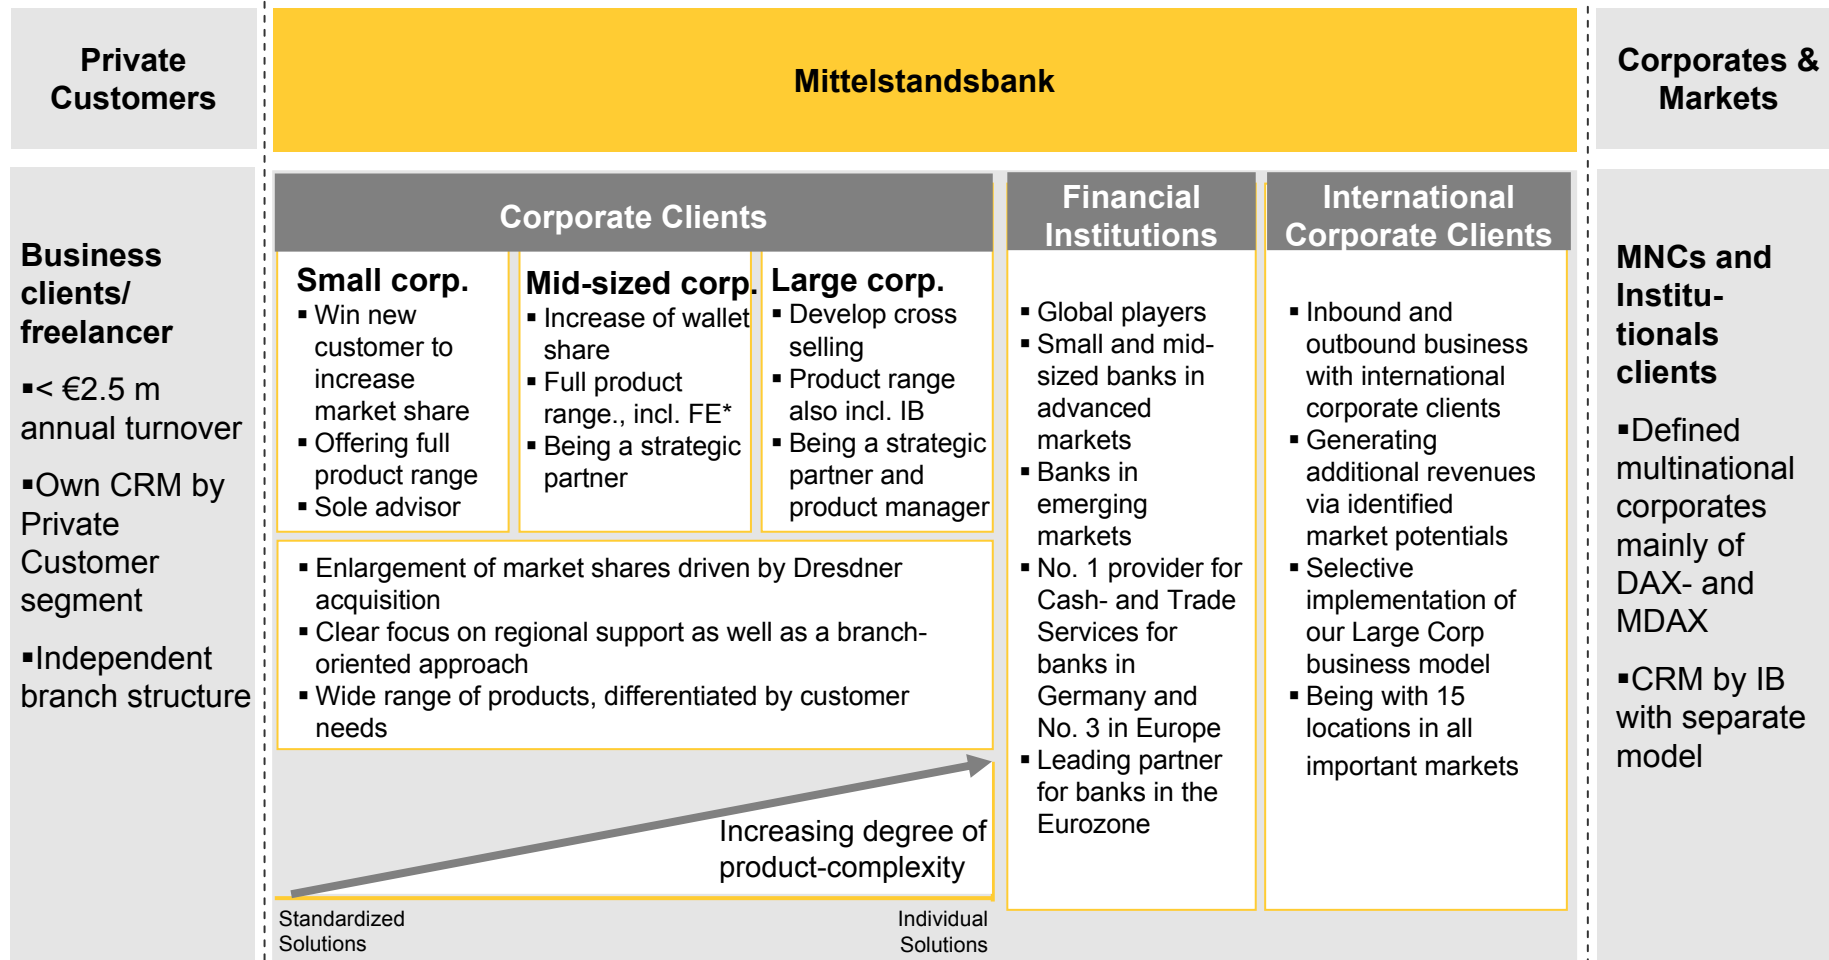 Private
Customers
Mittelstandsbank
Corporates &
Markets
Business
clients/
freelancer
▪< €2.5 m
annual turnover
▪Own CRM by
Private
Customer
segment
▪Independent
branch structure
Corporate Clients
Small corp.
▪ Win new
customer to
increase
market share
▪ Offering full
product range
▪ Sole advisor
Mid-sized corp.
▪ Increase of wallet
share
▪ Full product
range., incl. FE*
▪ Being a strategic
partner
Large corp.
▪ Develop cross
selling
▪ Product range
also incl. IB
▪ Being a strategic
partner and
product manager
▪ Enlargement of market shares driven by Dresdner
acquisition
▪ Clear focus on regional support as well as a branch-
oriented approach
▪ Wide range of products, differentiated by customer
needs
Increasing degree of
product-complexity
Standardized
Solutions
Individual
Solutions
Financial
Institutions
▪ Global players
▪ Small and mid-
sized banks in
advanced
markets
▪ Banks in
emerging
markets
▪ No. 1 provider for
Cash- and Trade
Services for
banks in
Germany and
No. 3 in Europe
▪ Leading partner
for banks in the
Eurozone
International
Corporate Clients
▪ Inbound and
outbound business
with international
corporate clients
▪ Generating
additional revenues
via identified
market potentials
▪ Selective
implementation of
our Large Corp
business model
▪ Being with 15
locations in all
important markets
MNCs and
Institu-
tionals
clients
▪Defined
multinational
corporates
mainly of
DAX- and
MDAX
▪CRM by IB
with separate
model